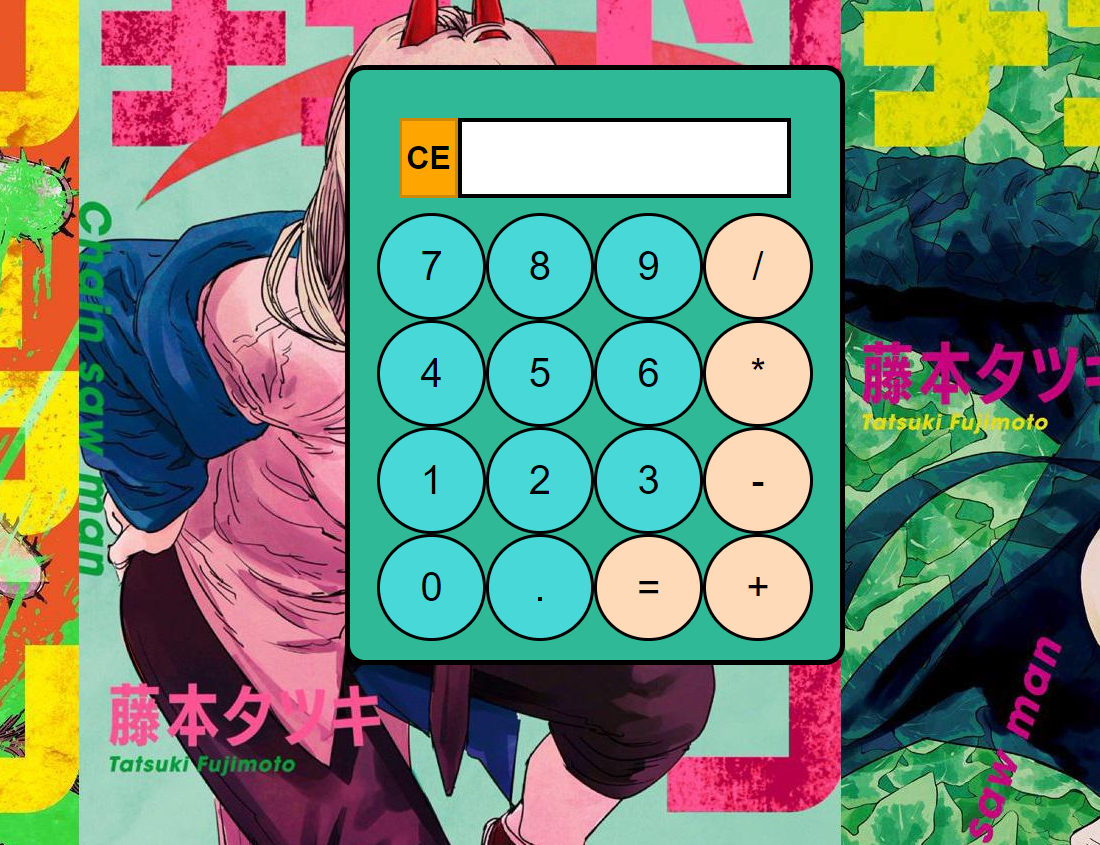 Chain saw man
藤本タツキ
Tatsuki Fujimoto
CE
7 8 9 /
4 5 6 *
1 2 3 -
0 . = +
藤本タツキ
Tatsuki Fujimoto
saw man